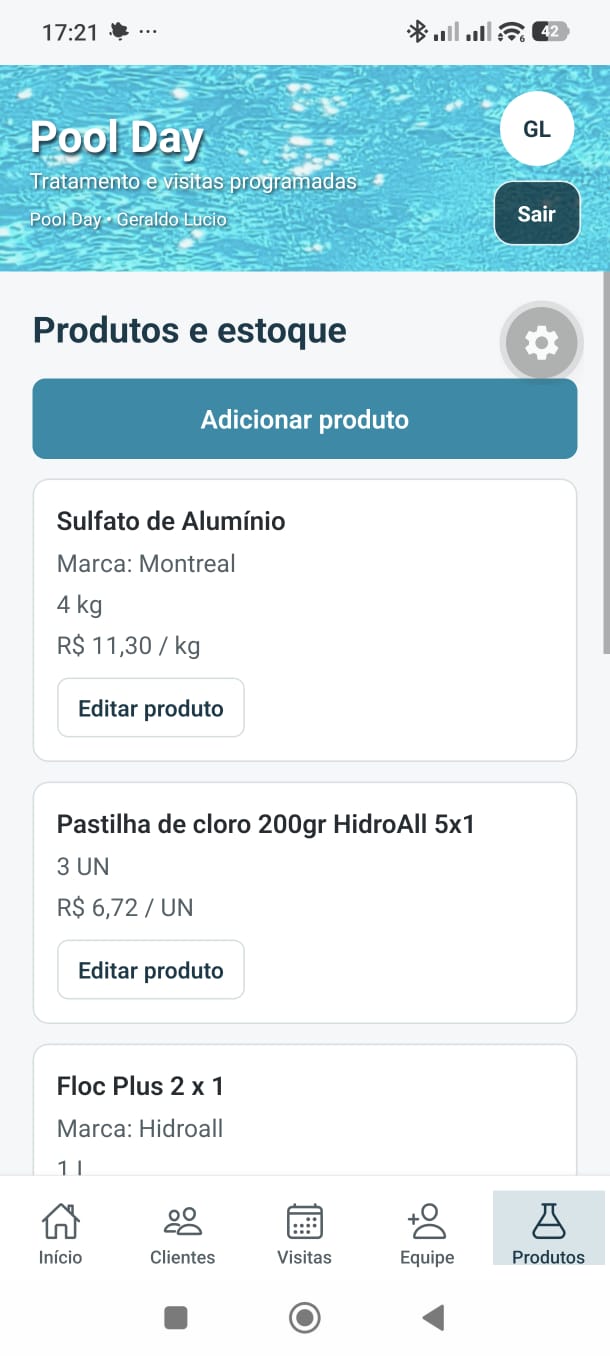 17:21
42
6
Pool Day
GL
Tratamento e visitas programadas
Sair
Pool Day • Geraldo Lucio
Produtos e estoque
Adicionar produto
Sulfato de Alumínio
Marca: Montreal
4 kg
R$ 11,30 / kg
Editar produto
Pastilha de cloro 200gr HidroAll 5x1
3 UN
R$ 6,72 / UN
Editar produto
Floc Plus 2 x 1
Marca: Hidroall
Início
Clientes
Visitas
Equipe
Produtos